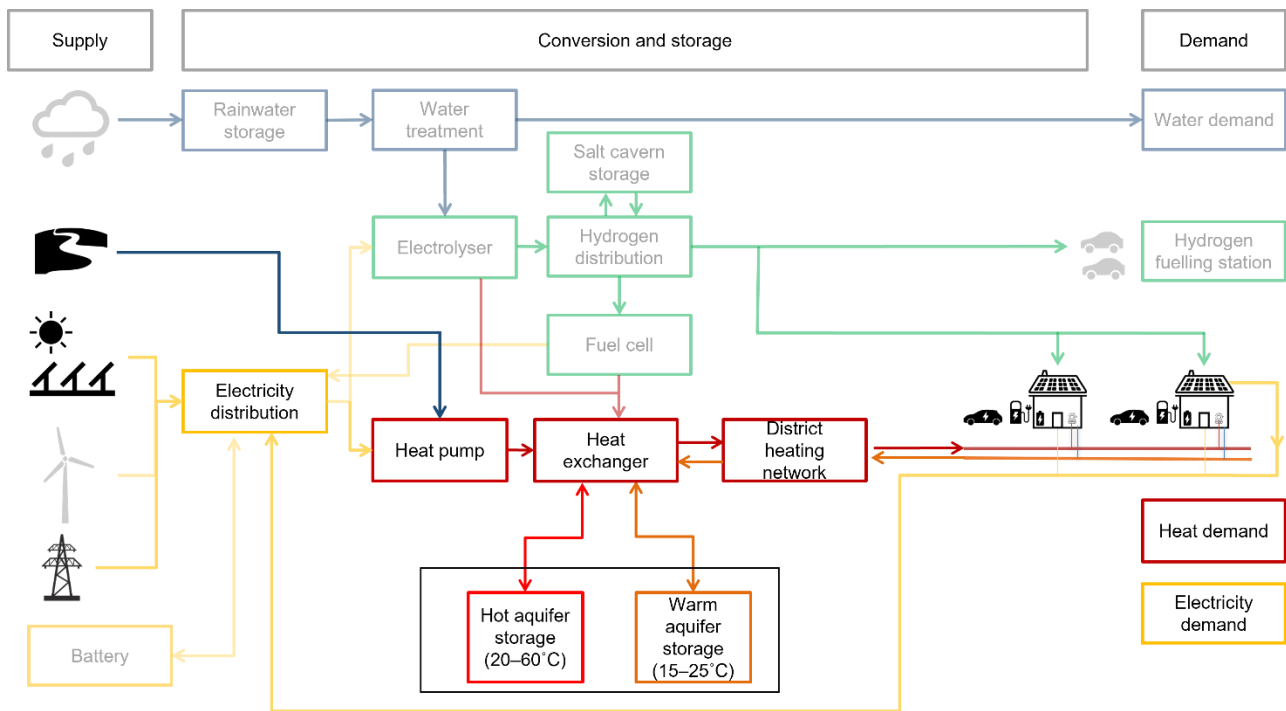 Supply
Conversion and storage
Demand
Rainwater
storage
Water
treatment
Water demand
Salt cavern
storage
Electrolyser
Hydrogen
distribution
Hydrogen
fuelling station
Fuel cell
Electricity
distribution
Heat pump
Heat
exchanger
District
heating
network
Heat demand
Hot aquifer
storage
(20–60˚C)
Warm
aquifer
storage
(15–25˚C)
Electricity
demand
Battery